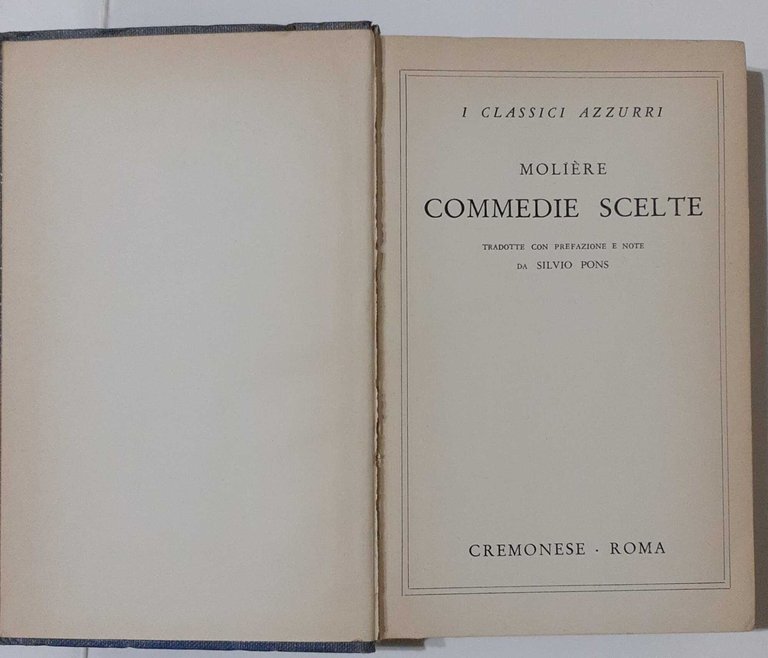 I CLASSICI AZZURRI
MOLIÈRE
COMMEDIE SCELTE
TRADOTTE CON PREFAZIONE E NOTE
DA SILVIO PONS
CREMONESE · ROMA